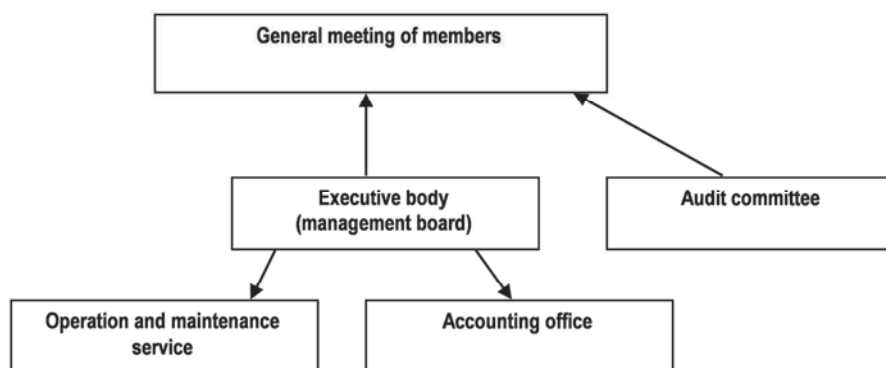 General meeting of members
Executive body
(management board)
Audit committee
Operation and maintenance
service
Accounting office